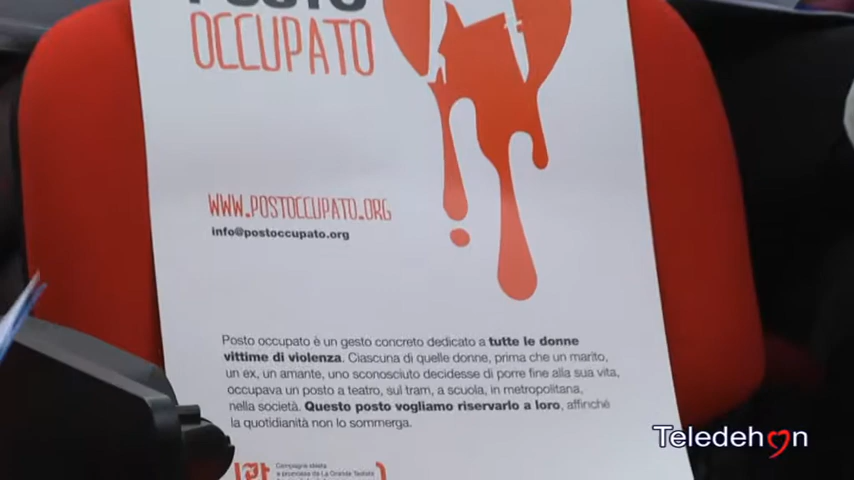 POSTO
OCCUPATO
WWW.POSTOCCUPATO.ORG
info@postoccupato.org
Posto occupato è un gesto concreto dedicato a tutte le donne
vittime di violenza. Ciascuna di quelle donne, prima che un marito,
un ex, un amante, uno sconosciuto decidesse di porre fine alla sua vita,
occupava un posto a teatro, sul tram, a scuola, in metropolitana,
nella società. Questo posto vogliamo riservarlo a loro, affinché
la quotidianità non lo sommerga.
Campagna ideata
e promossa da La Grande Testata
Teledehon